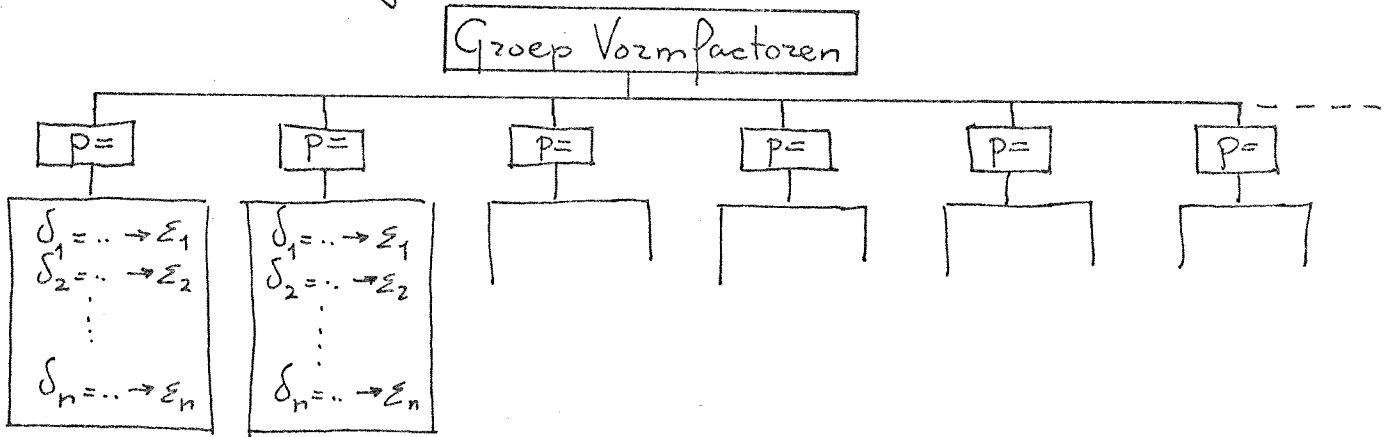 Groep Vormfactoren
p= p= p= p= p= p=
δ₁=..→ε₁ δ₁=..→ε₁
δ₂=..→ε₂ δ₂=..→ε₂
δₙ=..→εₙ δₙ=..→εₙ